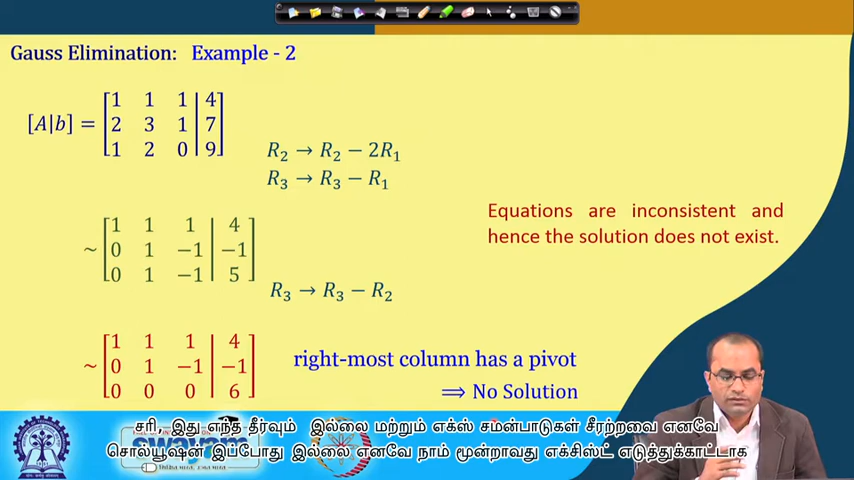 Gauss Elimination: Example - 2
[A|b] =
1 1 1 4
2 3 1 7
1 2 0 9
R₂ → R₂ − 2R₁
R₃ → R₃ − R₁
~
1 1 1 4
0 1 −1 −1
0 1 −1 5
R₃ → R₃ − R₂
Equations are inconsistent and
hence the solution does not exist.
~
1 1 1 4
0 1 −1 −1
0 0 0 6
right-most column has a pivot
⟹ No Solution
swayam
சரி, இது எந்த தீர்வும் இல்லை மற்றும் எக்ஸ் சமன்பாடுகள் சீரற்றவை எனவே
சொல்யூஷன் இப்போது இல்லை எனவே நாம் மூன்றாவது எக்சிஸ்ட் எடுத்துக்காட்டாக